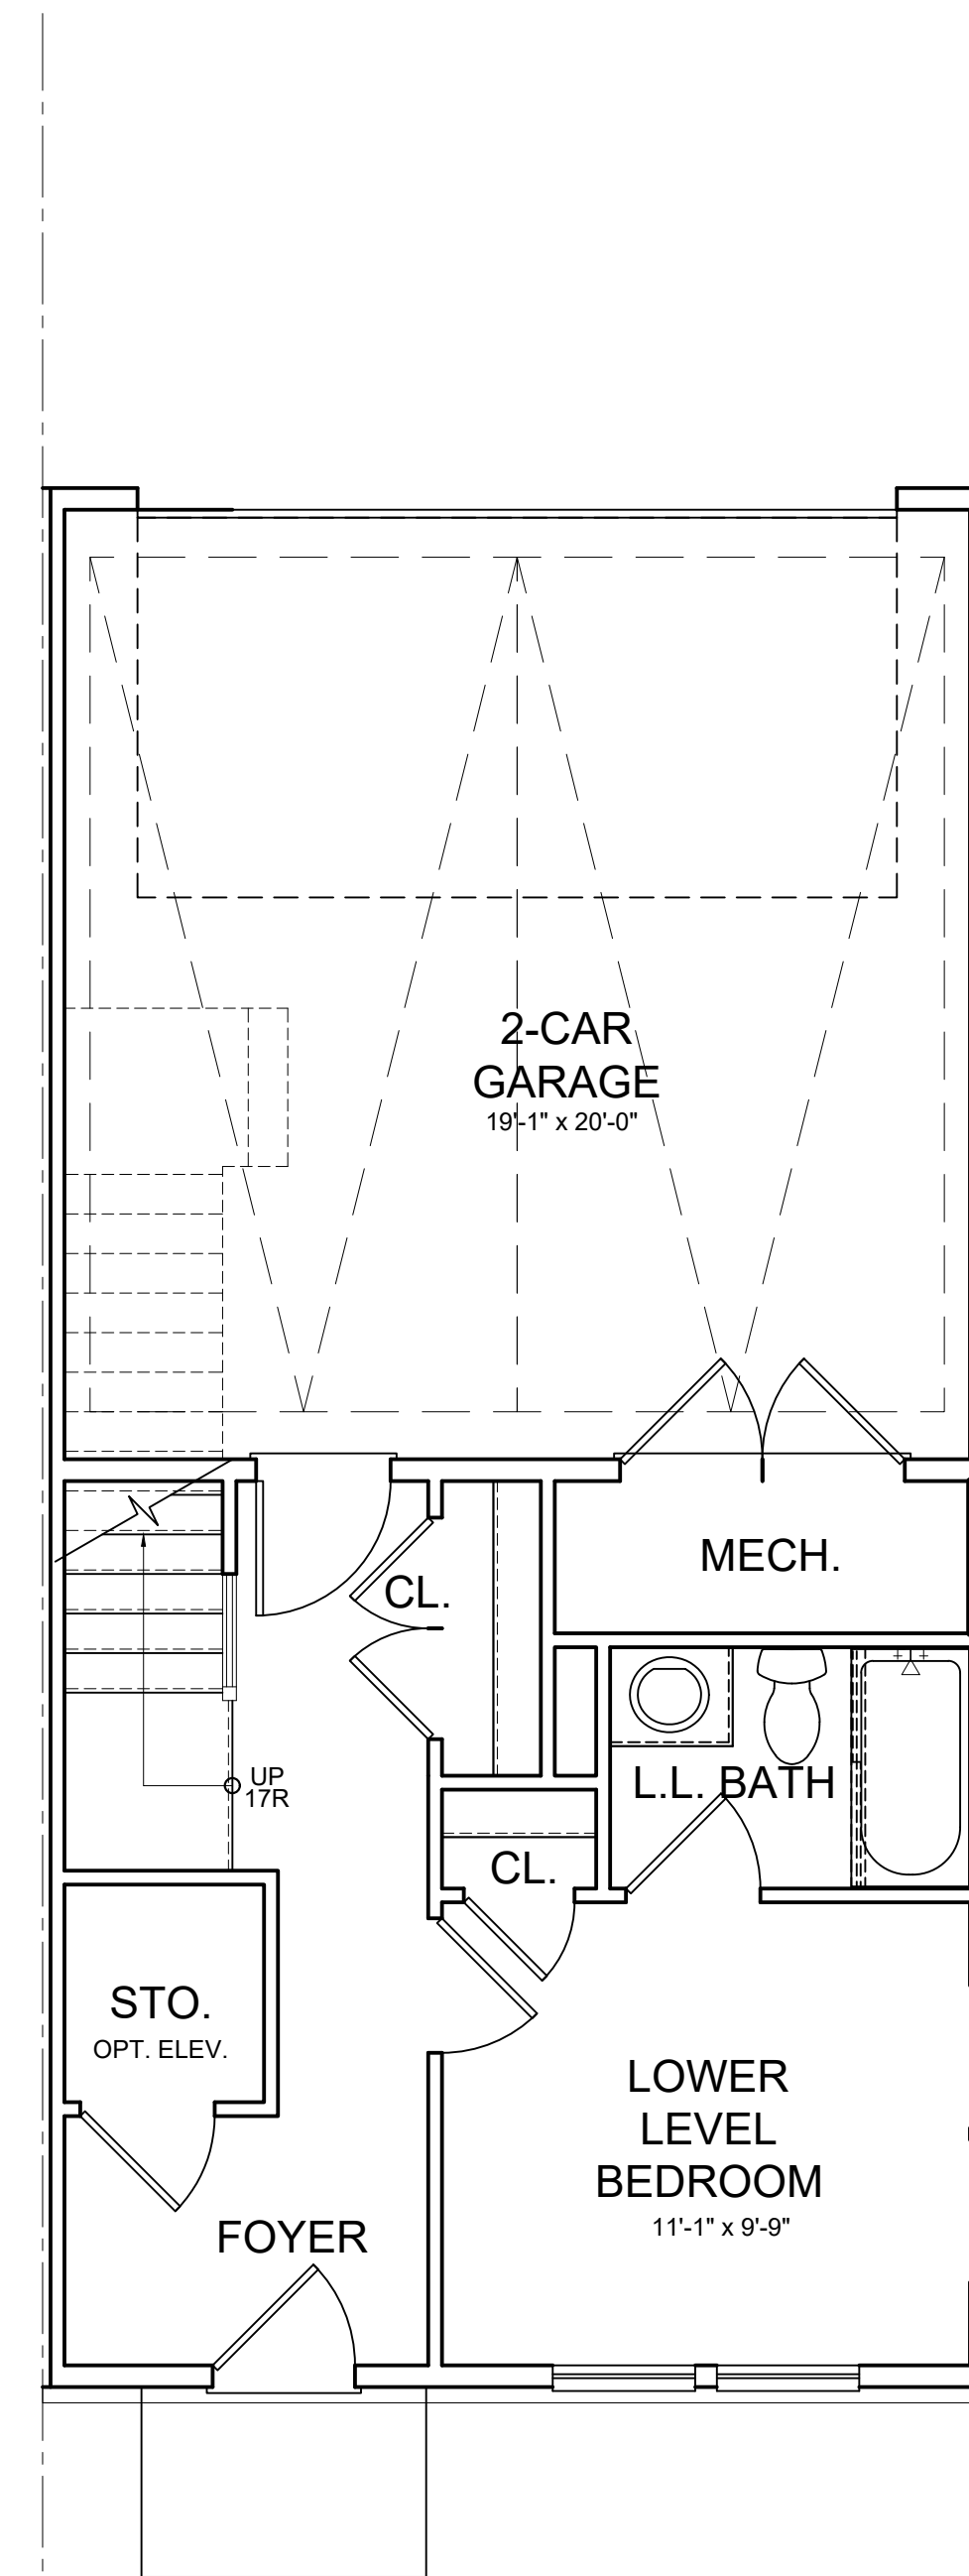 2-CAR
GARAGE
19'-1" x 20'-0"
MECH.
CL.
UP
17R
L.L. BATH
CL.
STO.
OPT. ELEV.
LOWER
LEVEL
BEDROOM
11'-1" x 9'-9"
FOYER